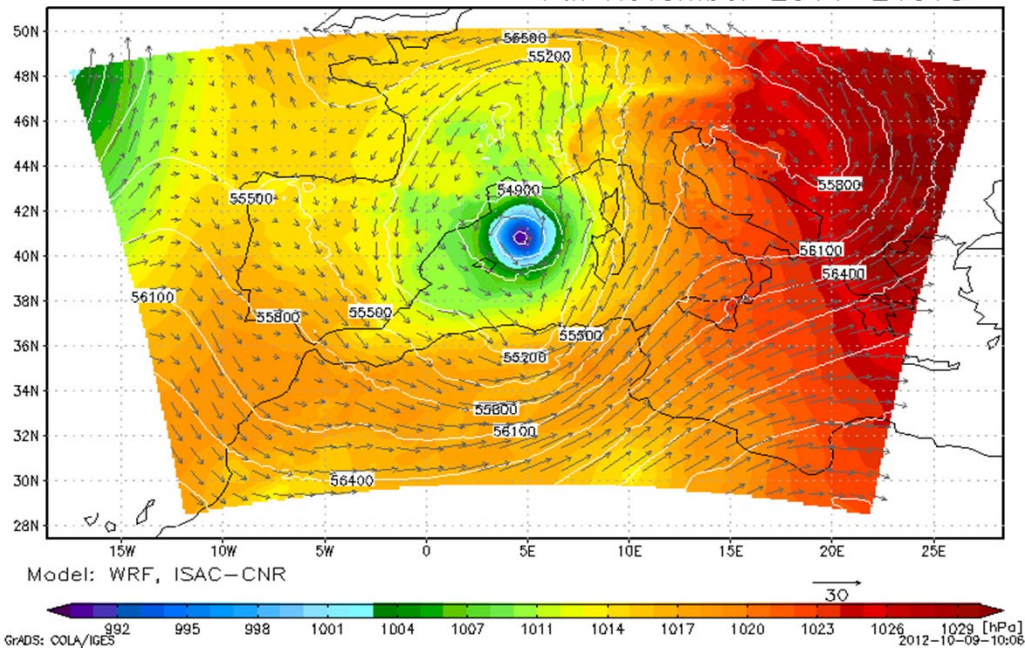 50N
56500
55200
48N
46N
44N
55800
54900
55500
42N
56100
40N
56400
56100
38N
55800
55500
55500
36N
55200
34N
55800
32N
56100
30N
56400
28N
15W 10W 5W 0 5E 10E 15E 20E 25E
Model: WRF, ISAC-CNR
30
992 995 998 1001 1004 1007 1011 1014 1017 1020 1023 1026 1029 [hPa]
GrADS: COLA/IGES
2012-10-09-10:06